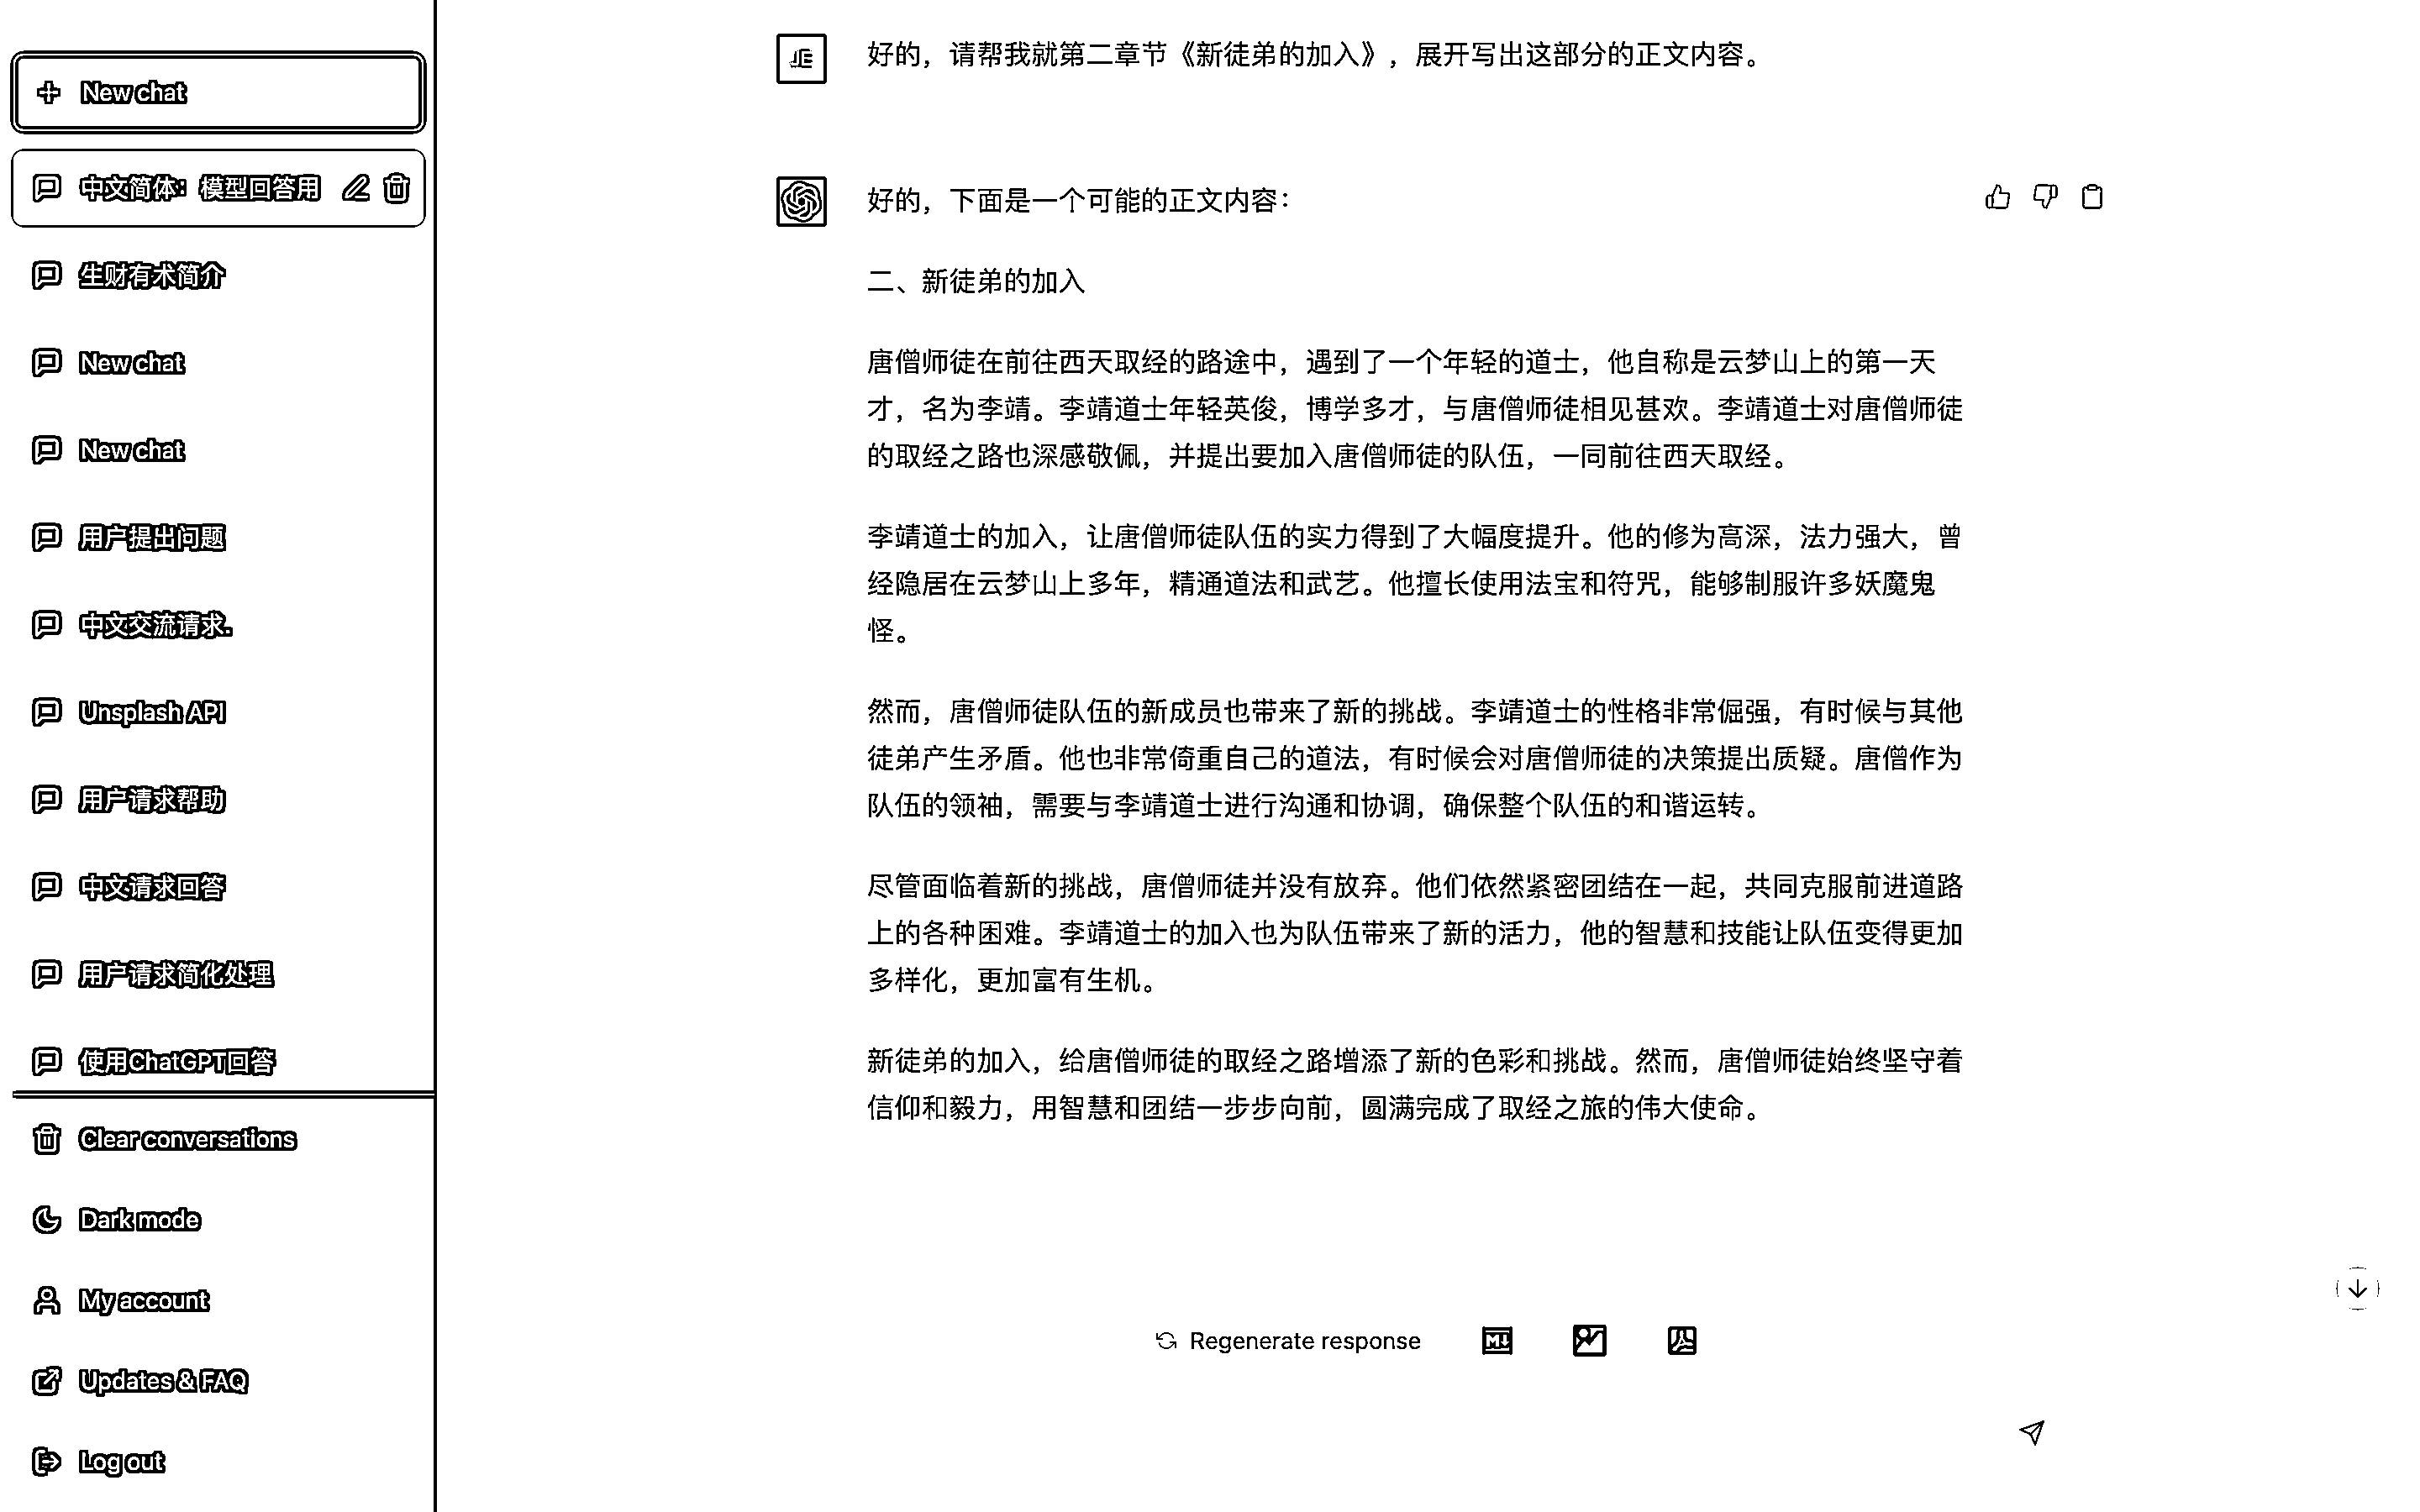 New chat
中文简体：模型回答用
生财有术简介
New chat
New chat
用户提出问题
中文交流请求.
Unsplash API
用户请求帮助
中文请求回答
用户请求简化处理
使用ChatGPT回答
Clear conversations
Dark mode
My account
Updates & FAQ
Log out
好的，请帮我就第二章节《新徒弟的加入》，展开写出这部分的正文内容。
好的，下面是一个可能的正文内容：
二、新徒弟的加入
唐僧师徒在前往西天取经的路途中，遇到了一个年轻的道士，他自称是云梦山上的第一天
才，名为李靖。李靖道士年轻英俊，博学多才，与唐僧师徒相见甚欢。李靖道士对唐僧师徒
的取经之路也深感敬佩，并提出要加入唐僧师徒的队伍，一同前往西天取经。
李靖道士的加入，让唐僧师徒队伍的实力得到了大幅度提升。他的修为高深，法力强大，曾
经隐居在云梦山上多年，精通道法和武艺。他擅长使用法宝和符咒，能够制服许多妖魔鬼
怪。
然而，唐僧师徒队伍的新成员也带来了新的挑战。李靖道士的性格非常倔强，有时候与其他
徒弟产生矛盾。他也非常倚重自己的道法，有时候会对唐僧师徒的决策提出质疑。唐僧作为
队伍的领袖，需要与李靖道士进行沟通和协调，确保整个队伍的和谐运转。
尽管面临着新的挑战，唐僧师徒并没有放弃。他们依然紧密团结在一起，共同克服前进道路
上的各种困难。李靖道士的加入也为队伍带来了新的活力，他的智慧和技能让队伍变得更加
多样化，更加富有生机。
新徒弟的加入，给唐僧师徒的取经之路增添了新的色彩和挑战。然而，唐僧师徒始终坚守着
信仰和毅力，用智慧和团结一步步向前，圆满完成了取经之旅的伟大使命。
Regenerate response